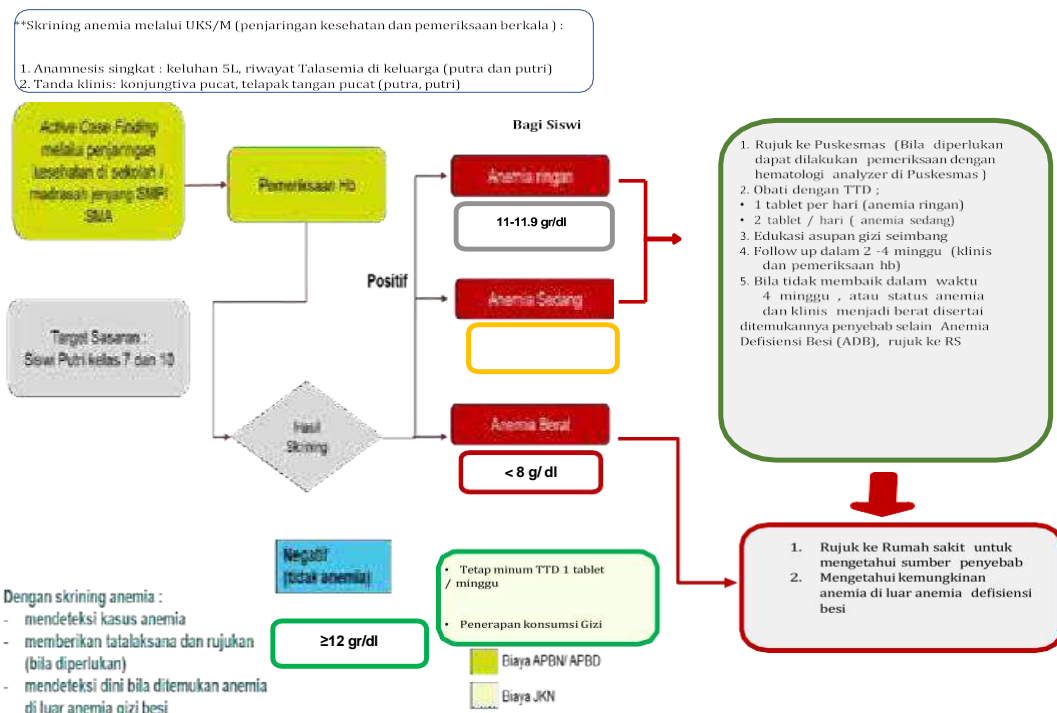 **Skrining anemia melalui UKS/M (penjaringan kesehatan dan pemeriksaan berkala ) :
1. Anamnesis singkat : keluhan 5L, riwayat Talasemia di keluarga (putra dan putri)
2. Tanda klinis: konjungtiva pucat, telapak tangan pucat (putra, putri)
Active Case Finding
melalui penjaringan
kesehatan di sekolah /
madrasah jenjang SMP/
SMA
Pemeriksaan Hb
Target Sasaran :
Siswi Putri kelas 7 dan 10
Hasil
Skrining
Positif
Bagi Siswi
Anemia ringan
11-11.9 gr/dl
Anemia Sedang
Anemia Berat
< 8 g/ dl
1. Rujuk ke Puskesmas (Bila diperlukan
dapat dilakukan pemeriksaan dengan
hematologi analyzer di Puskesmas )
2. Obati dengan TTD ;
• 1 tablet per hari (anemia ringan)
• 2 tablet / hari ( anemia sedang)
3. Edukasi asupan gizi seimbang
4. Follow up dalam 2 -4 minggu (klinis
dan pemeriksaan hb)
5. Bila tidak membaik dalam waktu
4 minggu , atau status anemia
dan klinis menjadi berat disertai
ditemukannya penyebab selain Anemia
Defisiensi Besi (ADB), rujuk ke RS
1. Rujuk ke Rumah sakit untuk
mengetahui sumber penyebab
2. Mengetahui kemungkinan
anemia di luar anemia defisiensi
besi
Negatif
(tidak anemia)
≥12 gr/dl
• Tetap minum TTD 1 tablet
/ minggu
• Penerapan konsumsi Gizi
Biaya APBN/ APBD
Biaya JKN
Dengan skrining anemia :
- mendeteksi kasus anemia
- memberikan tatalaksana dan rujukan
(bila diperlukan)
- mendeteksi dini bila ditemukan anemia
di luar anemia gizi besi